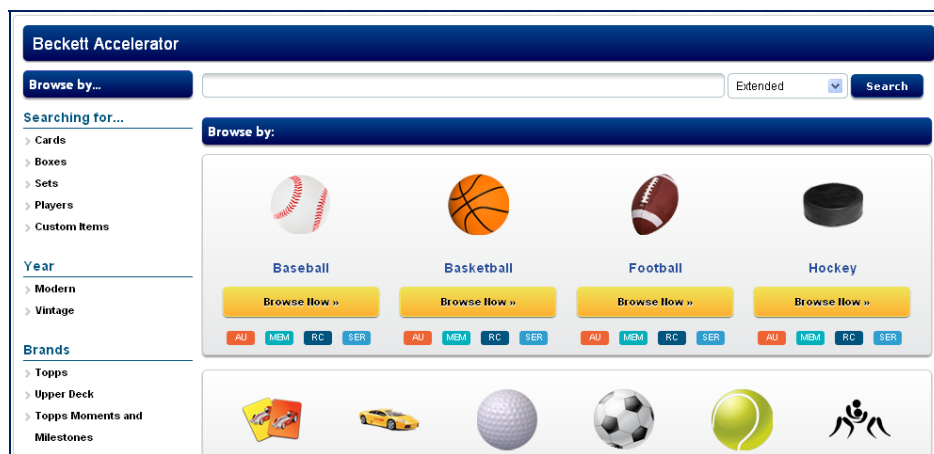 Beckett Accelerator
Browse by...
Extended
Search
Searching for...
Cards
Boxes
Sets
Players
Custom Items
Year
Modern
Vintage
Brands
Topps
Upper Deck
Topps Moments and
Milestones
Browse by:
Baseball
Basketball
Football
Hockey
Browse Now »
Browse Now »
Browse Now »
Browse Now »
AU MEM RC SER
AU MEM RC SER
AU MEM RC SER
AU MEM RC SER